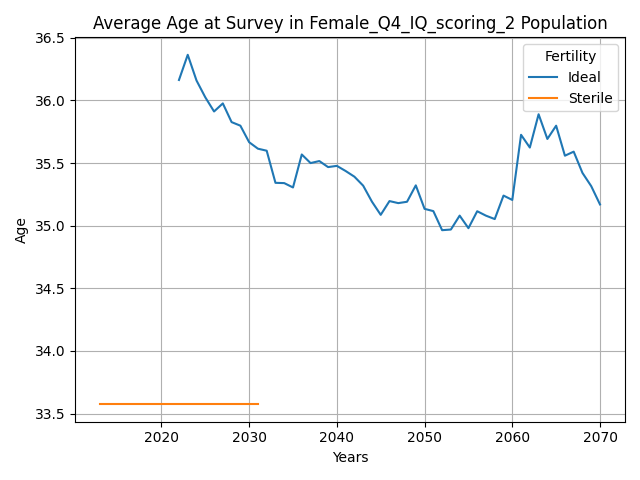 Average Age at Survey in Female_Q4_IQ_scoring_2 Population
36.5
36.0
35.5
35.0
34.5
34.0
33.5
Age
Fertility
Ideal
Sterile
2020 2030 2040 2050 2060 2070
Years